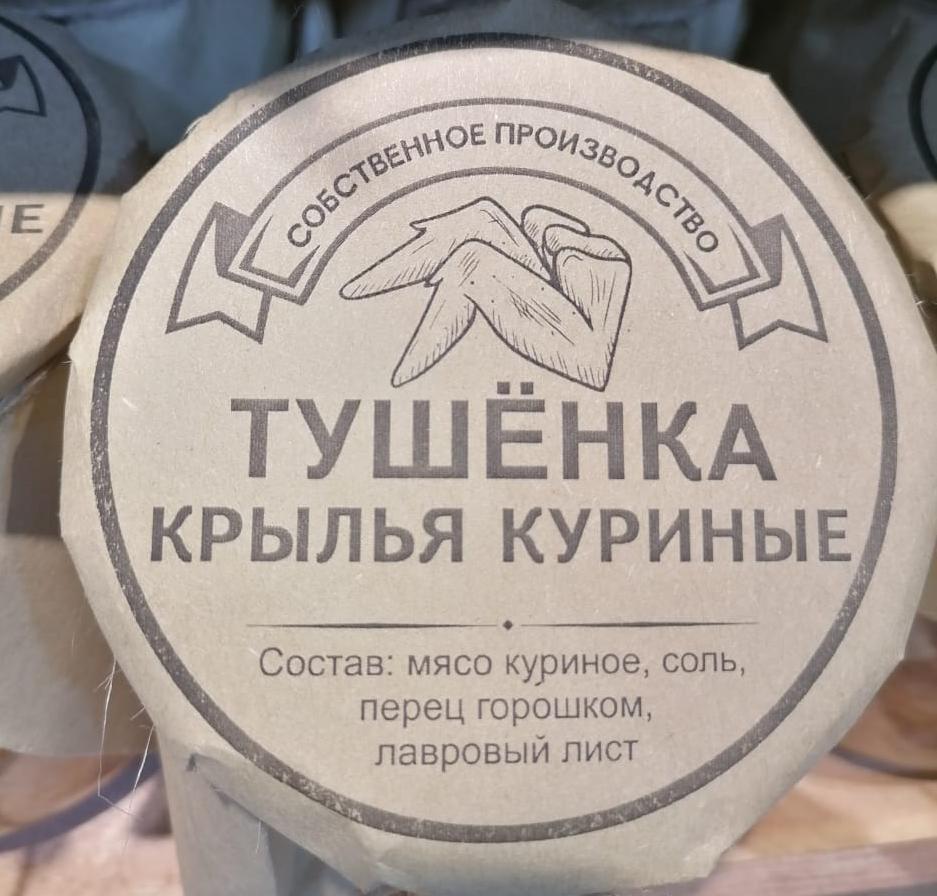 СОБСТВЕННОЕ ПРОИЗВОДСТВО
ТУШЁНКА
КРЫЛЬЯ КУРИНЫЕ
Состав: мясо куриное, соль,
перец горошком,
лавровый лист